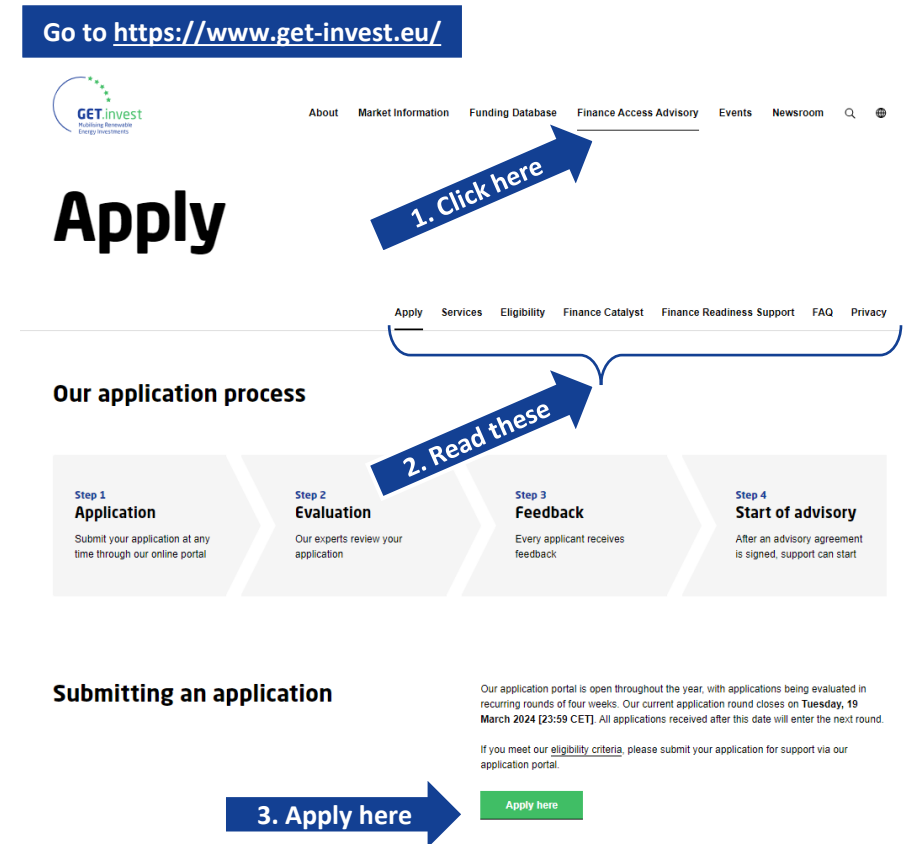 Go to https://www.get-invest.eu/
GET.invest
Mobilising Renewable
Energy Investments
About Market Information Funding Database Finance Access Advisory Events Newsroom
1. Click here
Apply
Apply Services Eligibility Finance Catalyst Finance Readiness Support FAQ Privacy
Our application process
2. Read these
Step 1
Application
Submit your application at any
time through our online portal
Step 2
Evaluation
Our experts review your
application
Step 3
Feedback
Every applicant receives
feedback
Step 4
Start of advisory
After an advisory agreement
is signed, support can start
Submitting an application
Our application portal is open throughout the year, with applications being evaluated in
recurring rounds of four weeks. Our current application round closes on Tuesday, 19
March 2024 [23:59 CET]. All applications received after this date will enter the next round.
If you meet our eligibility criteria, please submit your application for support via our
application portal.
3. Apply here
Apply here